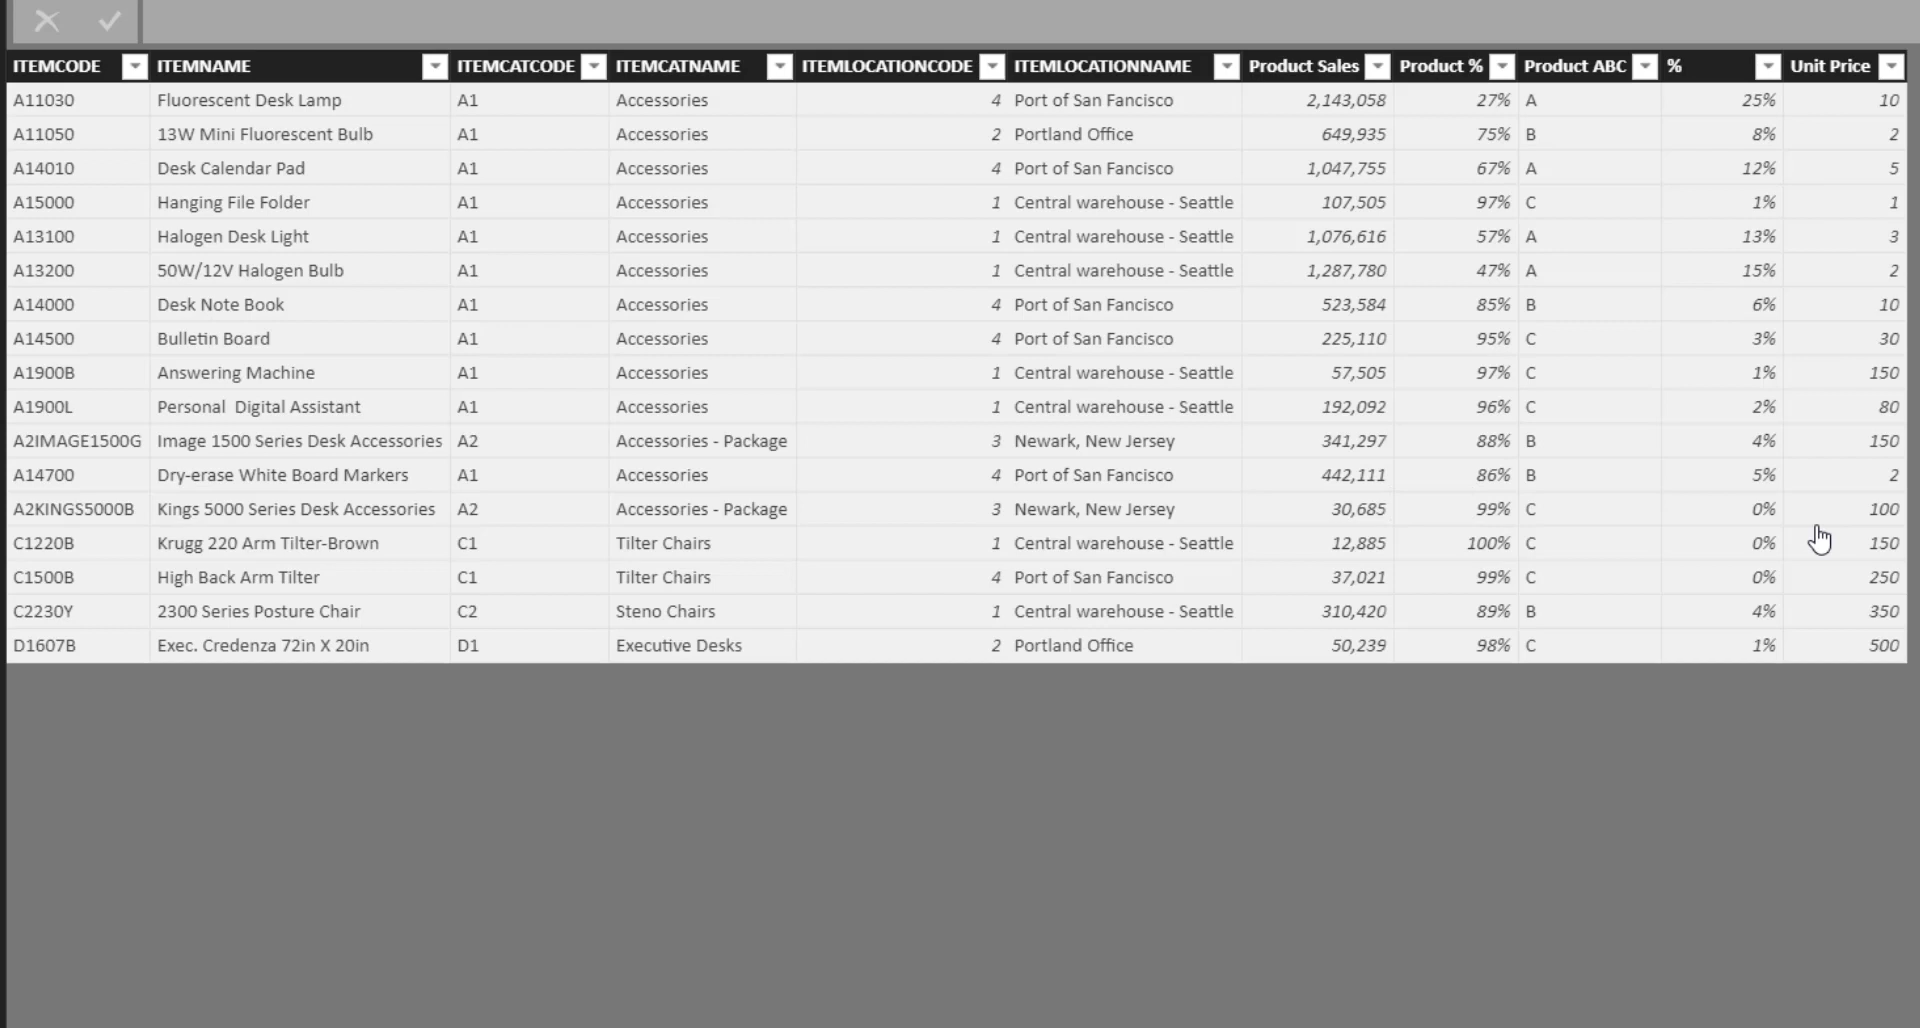 ITEMCODE ITEMNAME ITEMCATCODE ITEMCATNAME ITEMLOCATIONCODE ITEMLOCATIONNAME Product Sales Product % Product ABC % Unit Price
A11030 Fluorescent Desk Lamp A1 Accessories 4 Port of San Fancisco 2,143,058 27% A 25% 10
A11050 13W Mini Fluorescent Bulb A1 Accessories 2 Portland Office 649,935 75% B 8% 2
A14010 Desk Calendar Pad A1 Accessories 4 Port of San Fancisco 1,047,755 67% A 12% 5
A15000 Hanging File Folder A1 Accessories 1 Central warehouse - Seattle 107,505 97% C 1% 1
A13100 Halogen Desk Light A1 Accessories 1 Central warehouse - Seattle 1,076,616 57% A 13% 3
A13200 50W/12V Halogen Bulb A1 Accessories 1 Central warehouse - Seattle 1,287,780 47% A 15% 2
A14000 Desk Note Book A1 Accessories 4 Port of San Fancisco 523,584 85% B 6% 10
A14500 Bulletin Board A1 Accessories 4 Port of San Fancisco 225,110 95% C 3% 30
A1900B Answering Machine A1 Accessories 1 Central warehouse - Seattle 57,505 97% C 1% 150
A1900L Personal  Digital Assistant A1 Accessories 1 Central warehouse - Seattle 192,092 96% C 2% 80
A2IMAGE1500G Image 1500 Series Desk Accessories A2 Accessories - Package 3 Newark, New Jersey 341,297 88% B 4% 150
A14700 Dry-erase White Board Markers A1 Accessories 4 Port of San Fancisco 442,111 86% B 5% 2
A2KINGS5000B Kings 5000 Series Desk Accessories A2 Accessories - Package 3 Newark, New Jersey 30,685 99% C 0% 100
C1220B Krugg 220 Arm Tilter-Brown C1 Tilter Chairs 1 Central warehouse - Seattle 12,885 100% C 0% 150
C1500B High Back Arm Tilter C1 Tilter Chairs 4 Port of San Fancisco 37,021 99% C 0% 250
C2230Y 2300 Series Posture Chair C2 Steno Chairs 1 Central warehouse - Seattle 310,420 89% B 4% 350
D1607B Exec. Credenza 72in X 20in D1 Executive Desks 2 Portland Office 50,239 98% C 1% 500